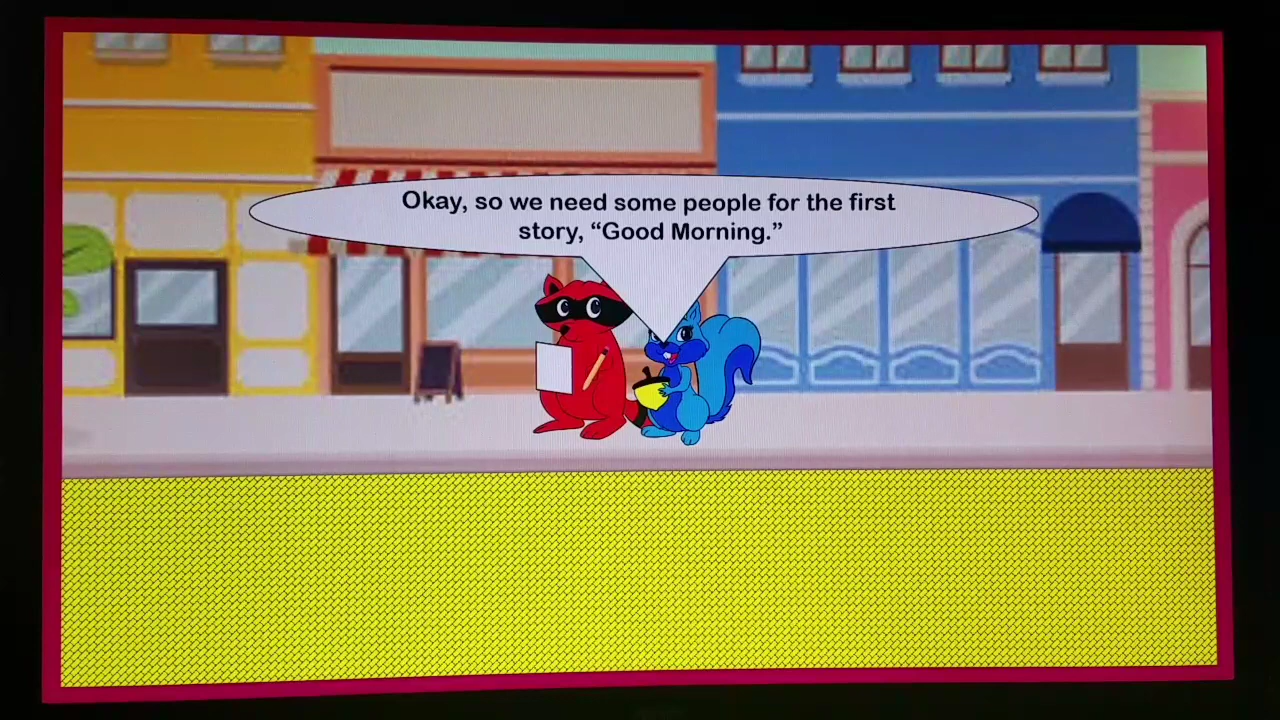 Okay, so we need some people for the first
story, “Good Morning.”